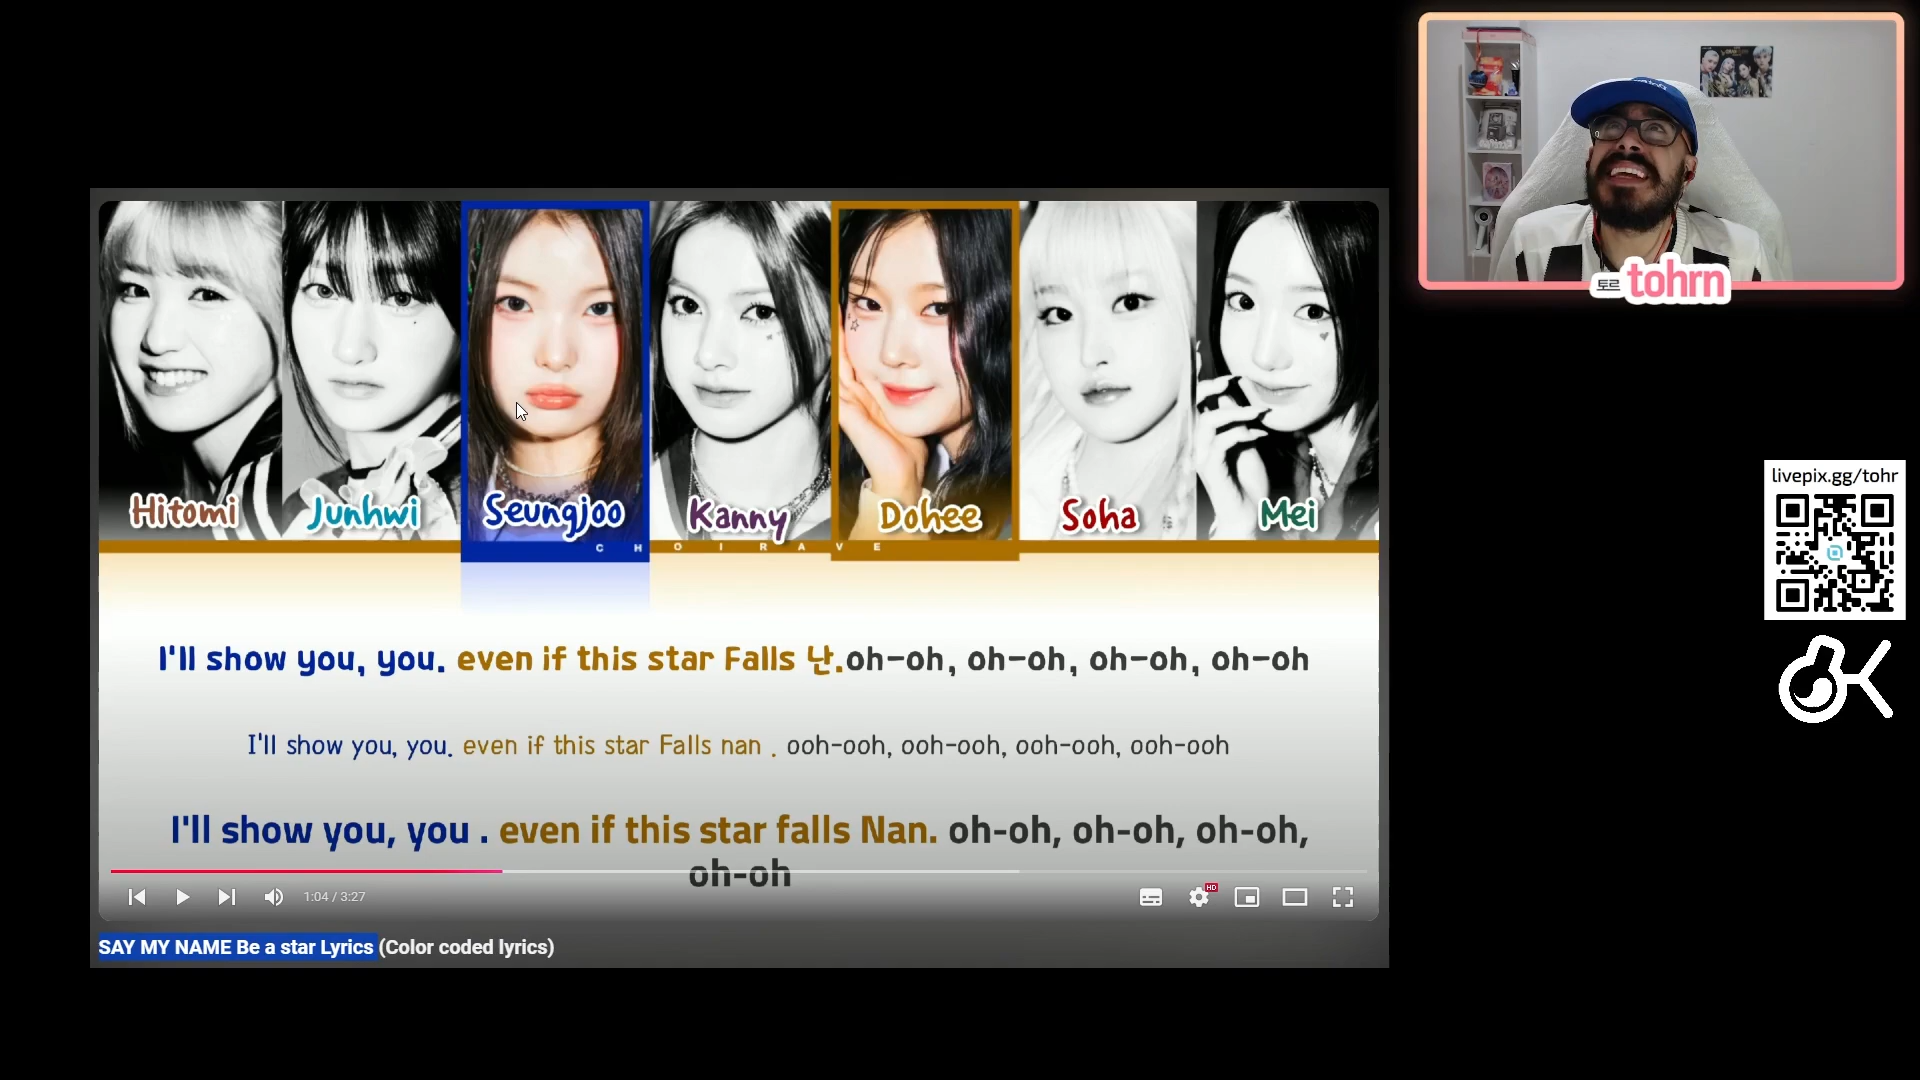 토르 tohrn
livepix.gg/tohr
Hitomi
Junhwi
Seungjoo
Kanny
Dohee
Soha
Mei
CHOIRAVE
I'll show you, you. even if this star Falls 난.oh-oh, oh-oh, oh-oh, oh-oh
I'll show you, you. even if this star Falls nan . ooh-ooh, ooh-ooh, ooh-ooh, ooh-ooh
I'll show you, you . even if this star falls Nan. oh-oh, oh-oh, oh-oh,
oh-oh
1:04 / 3:27
HD
SAY MY NAME Be a star Lyrics (Color coded lyrics)